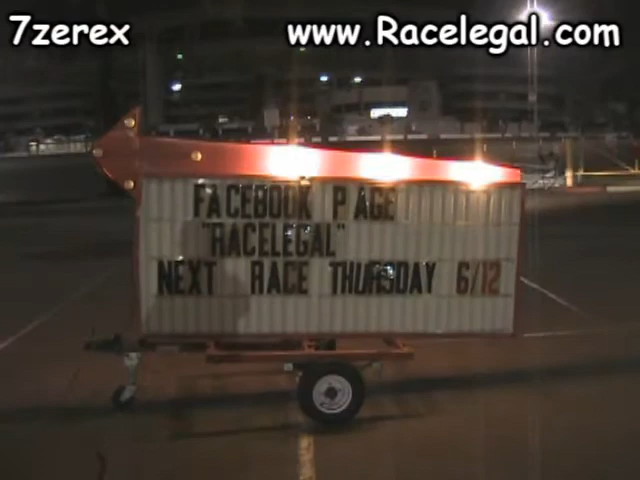 7zerex www.Racelegal.com
FACEBOOK PAGE
"RACELEGAL"
NEXT RACE THURSDAY 6/12